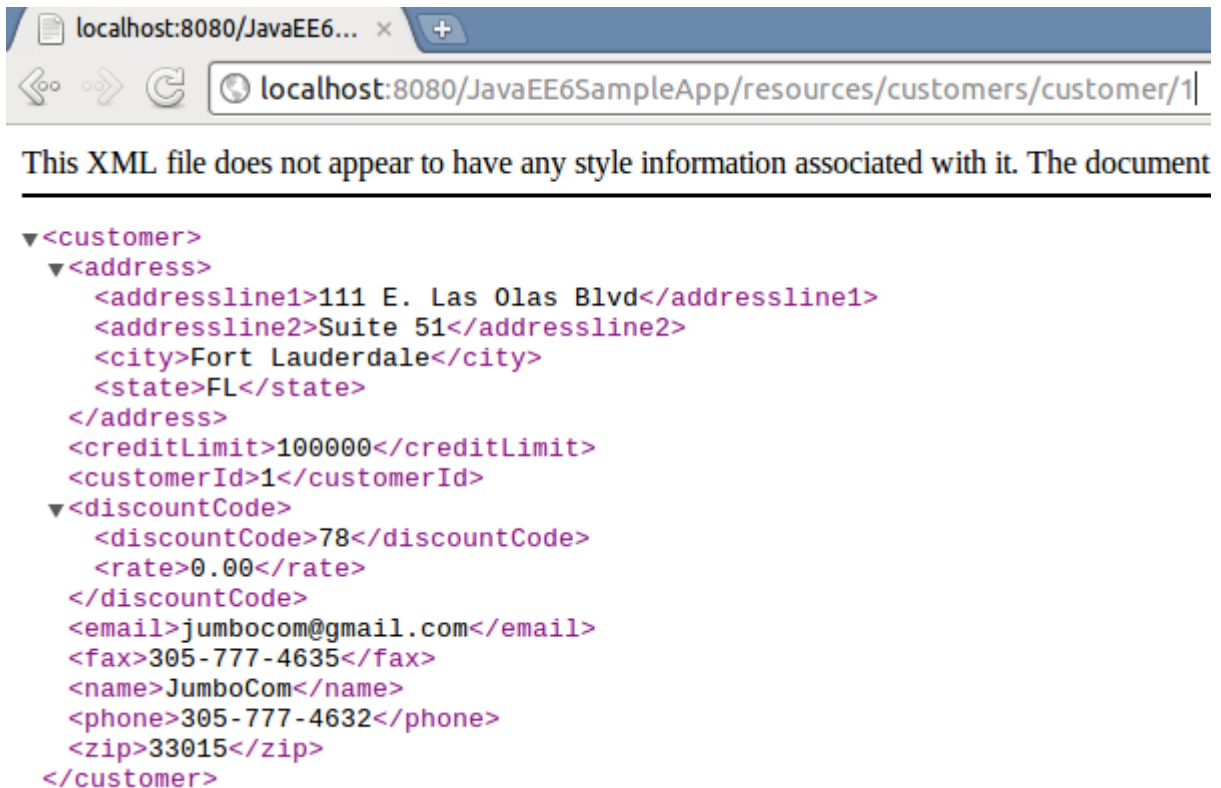 localhost:8080/JavaEE6...
localhost:8080/JavaEE6SampleApp/resources/customers/customer/1
This XML file does not appear to have any style information associated with it. The document
▼<customer>
▼<address>
<addressline1>111 E. Las Olas Blvd</addressline1>
<addressline2>Suite 51</addressline2>
<city>Fort Lauderdale</city>
<state>FL</state>
</address>
<creditLimit>100000</creditLimit>
<customerId>1</customerId>
▼<discountCode>
<discountCode>78</discountCode>
<rate>0.00</rate>
</discountCode>
<email>jumbocom@gmail.com</email>
<fax>305-777-4635</fax>
<name>JumboCom</name>
<phone>305-777-4632</phone>
<zip>33015</zip>
</customer>